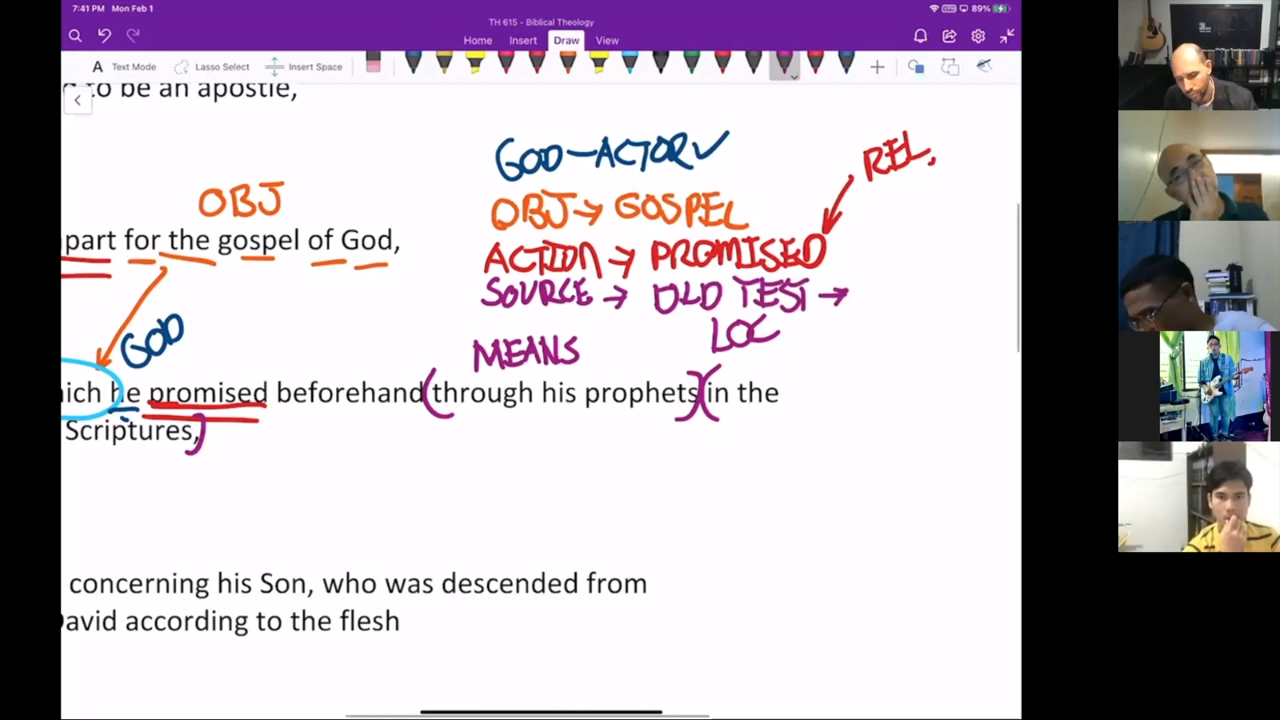 7:41 PM Mon Feb 1
89%
TH 615 - Biblical Theology
Home Insert Draw View
Text Mode Lasso Select Insert Space
to be an apostle,
GOD-ACTOR
REL.
OBJ
OBJ → GOSPEL
part for the gospel of God,
ACTION → PROMISED
SOURCE → OLD TEST →
LOC
GOD
MEANS
hich he promised beforehand (through his prophets) (in the
Scriptures,)
concerning his Son, who was descended from
David according to the flesh